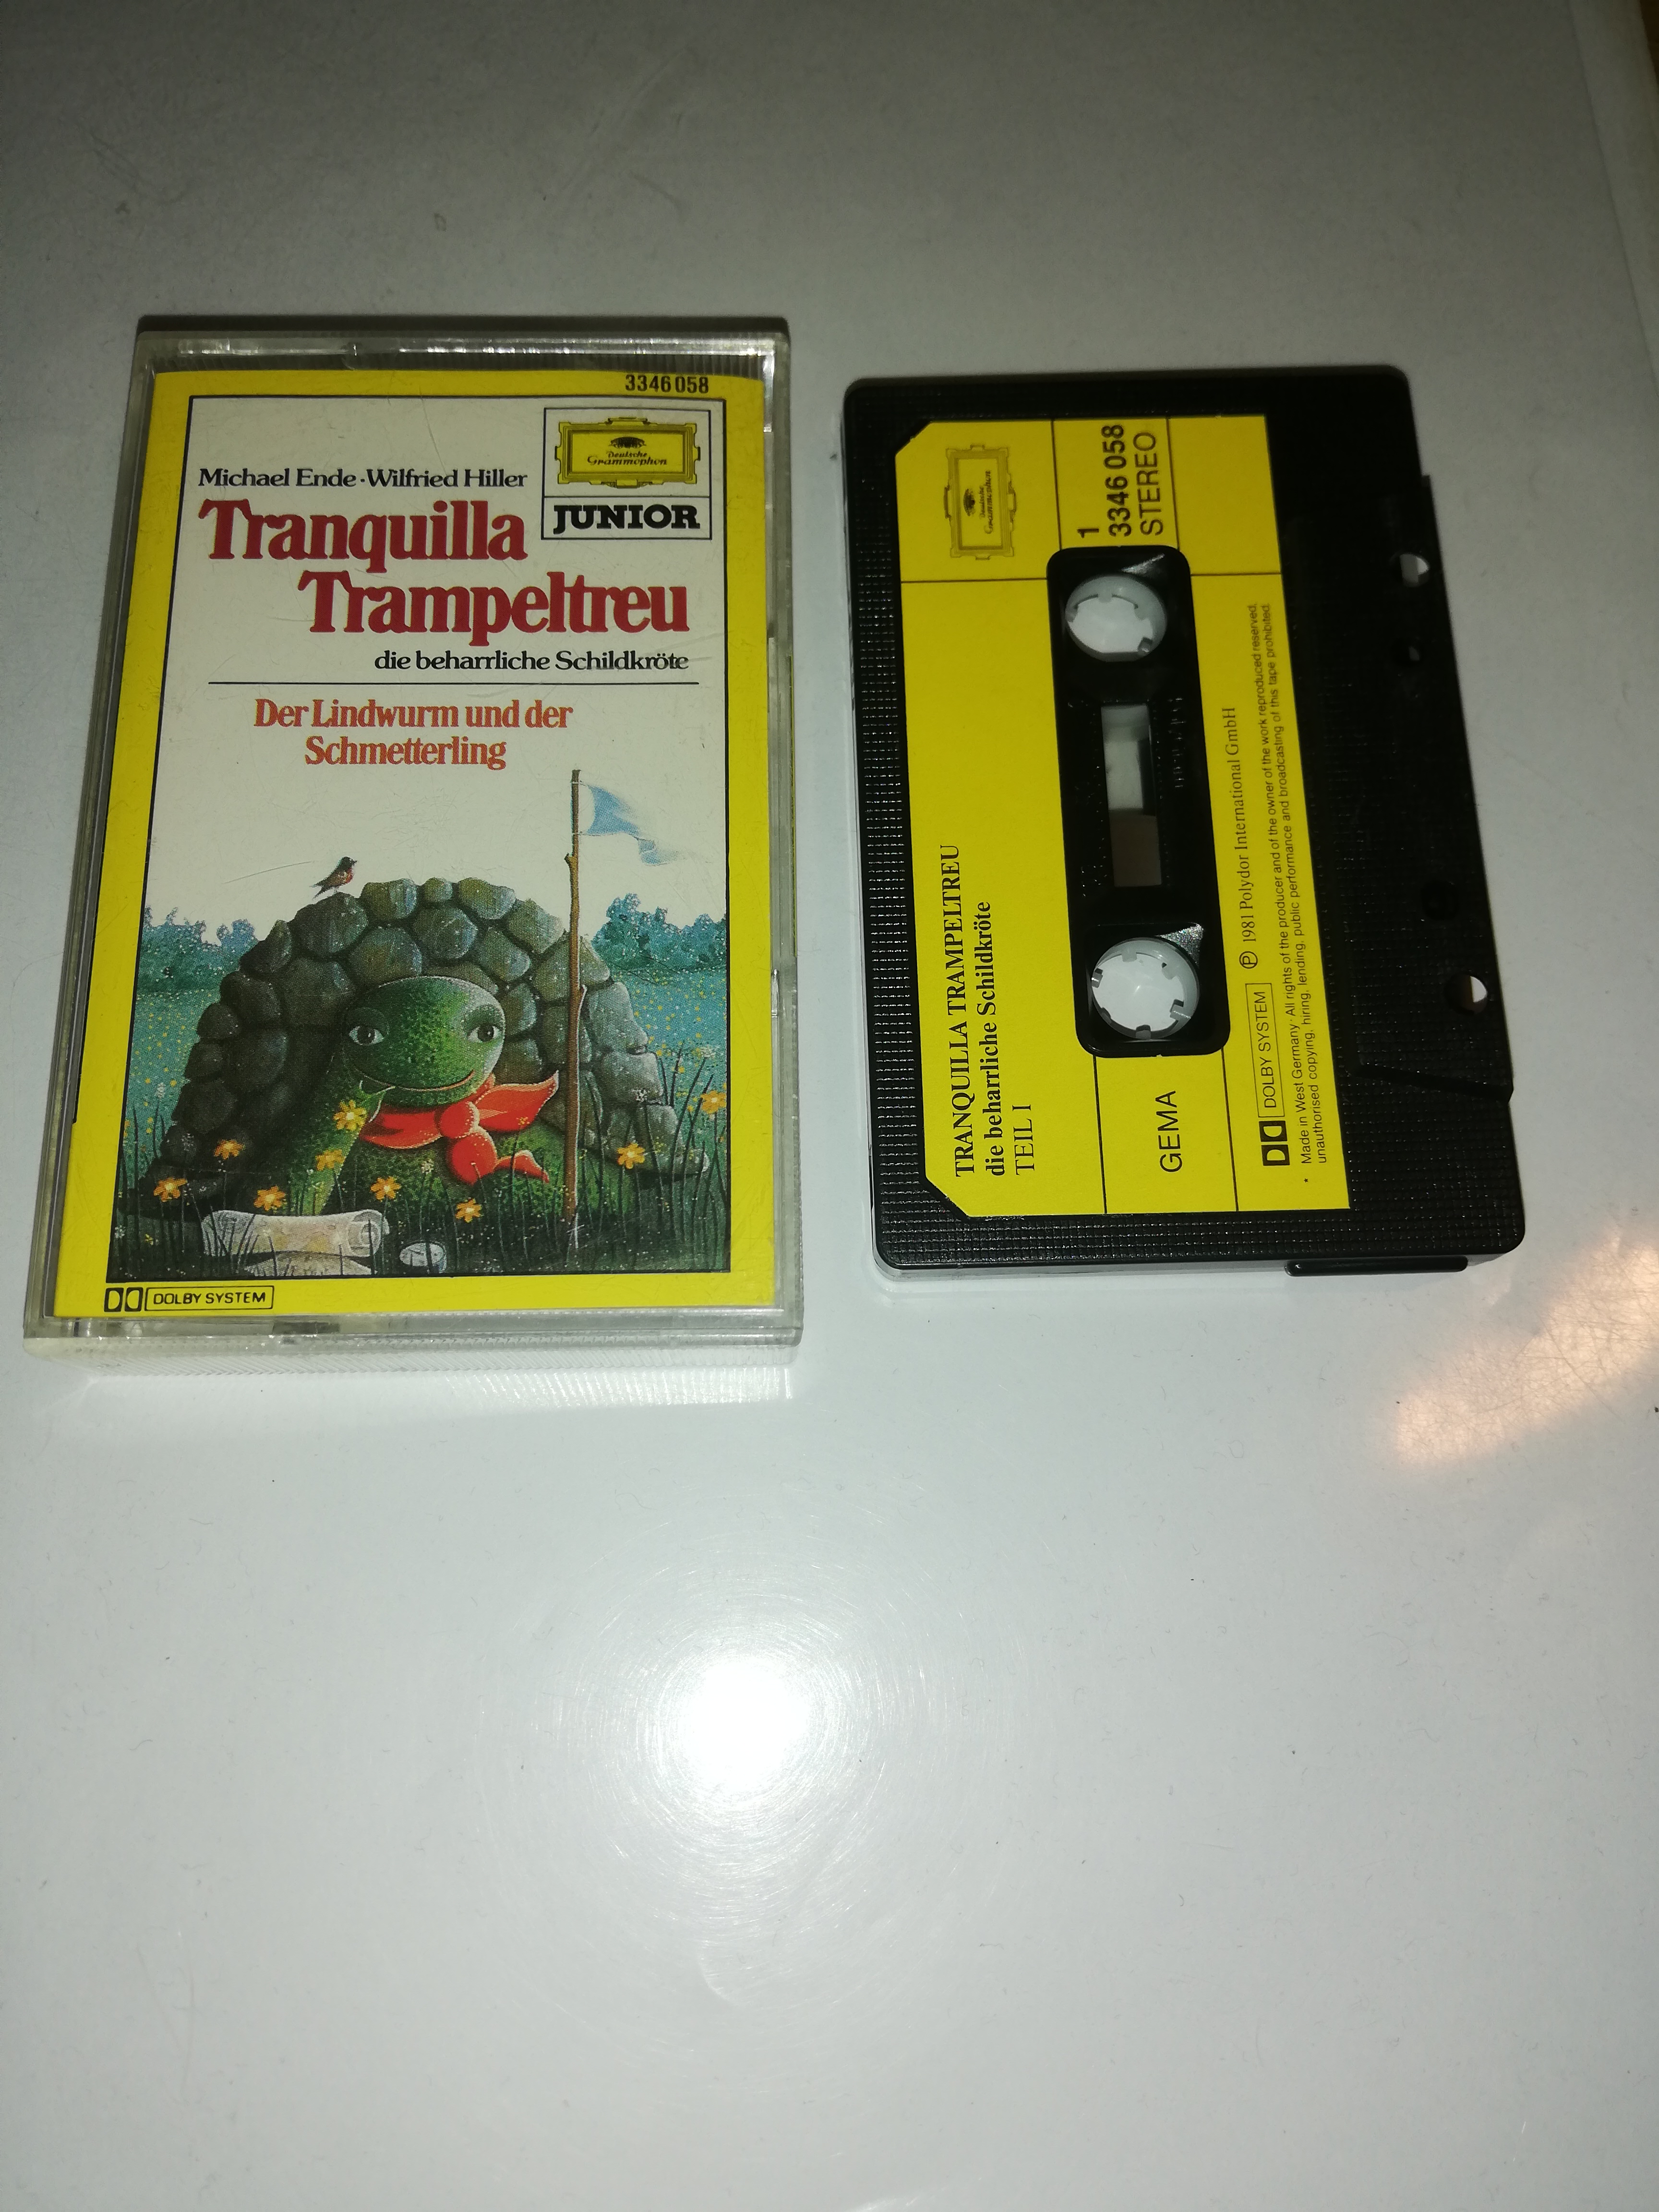 3346 058
Deutsche
Grammophon
JUNIOR
Michael Ende · Wilfried Hiller
Tranquilla
Trampeltreu
die beharrliche Schildkröte
Der Lindwurm und der
Schmetterling
DOLBY SYSTEM
Deutsche
Grammophon
1
3346 058
STEREO
TRANQUILLA TRAMPELTREU
die beharrliche Schildkröte
TEIL I
GEMA
DOLBY SYSTEM ℗ 1981 Polydor International GmbH
* Made in West Germany · All rights of the producer and of the owner of the work reproduced reserved.
unauthorised copying, hiring, lending, public performance and broadcasting of this tape prohibited.